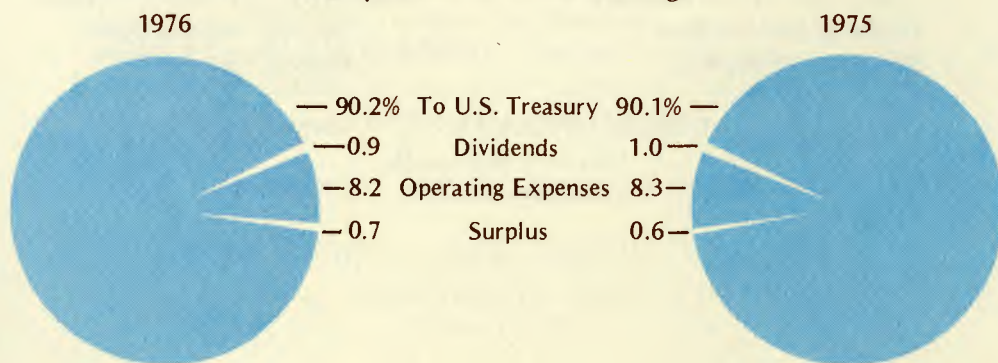 1976 1975
90.2% To U.S. Treasury 90.1%
0.9 Dividends 1.0
8.2 Operating Expenses 8.3
0.7 Surplus 0.6